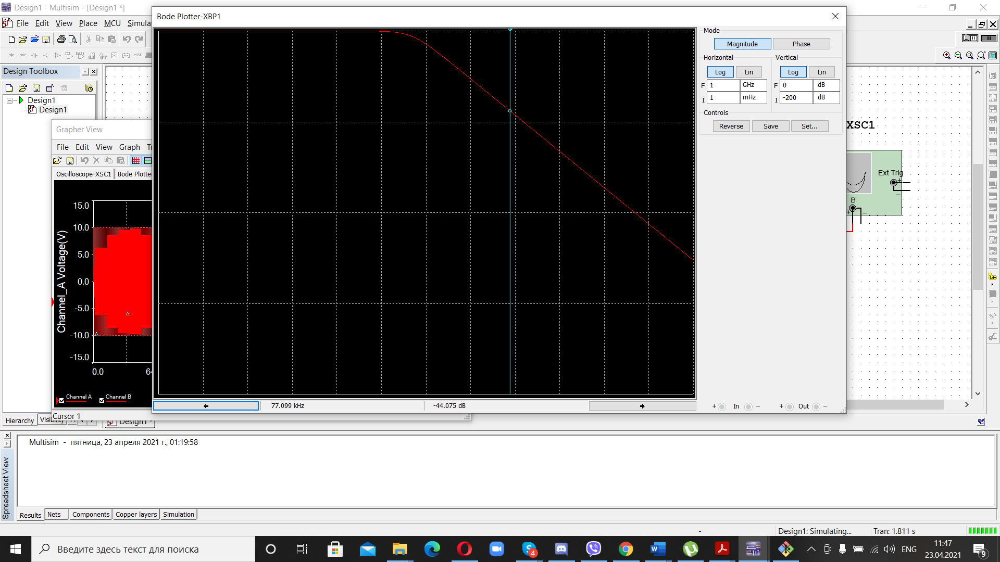 Design1 - Multisim - [Design1 *]
File Edit View Place MCU Simula
Bode Plotter-XBP1
Mode
Magnitude Phase
Horizontal Vertical
Log Lin Log Lin
F 1 GHz F 0 dB
I 1 mHz I -200 dB
Controls
Reverse Save Set...
77.099 kHz -44.075 dB
+ In − + Out −
Design Toolbox
Design1
Design1
Grapher View
File Edit View Graph
Oscilloscope-XSC1 Bode Plotte
Channel_A Voltage(V)
15.0
10.0
5.0
0.0
-5.0
-10.0
-15.0
0.0 64
Channel A Channel B
Cursor 1
XSC1
Ext Trig
+
−
B
+ −
MISC
1.4v
Hierarchy Visibility
Design1 *
Multisim - пятница, 23 апреля 2021 г., 01:19:58
Spreadsheet View
Results Nets Components Copper layers Simulation
- Design1: Simulating... Tran: 1.811 s
Введите здесь текст для поиска
4
W
ENG
11:47
23.04.2021
9